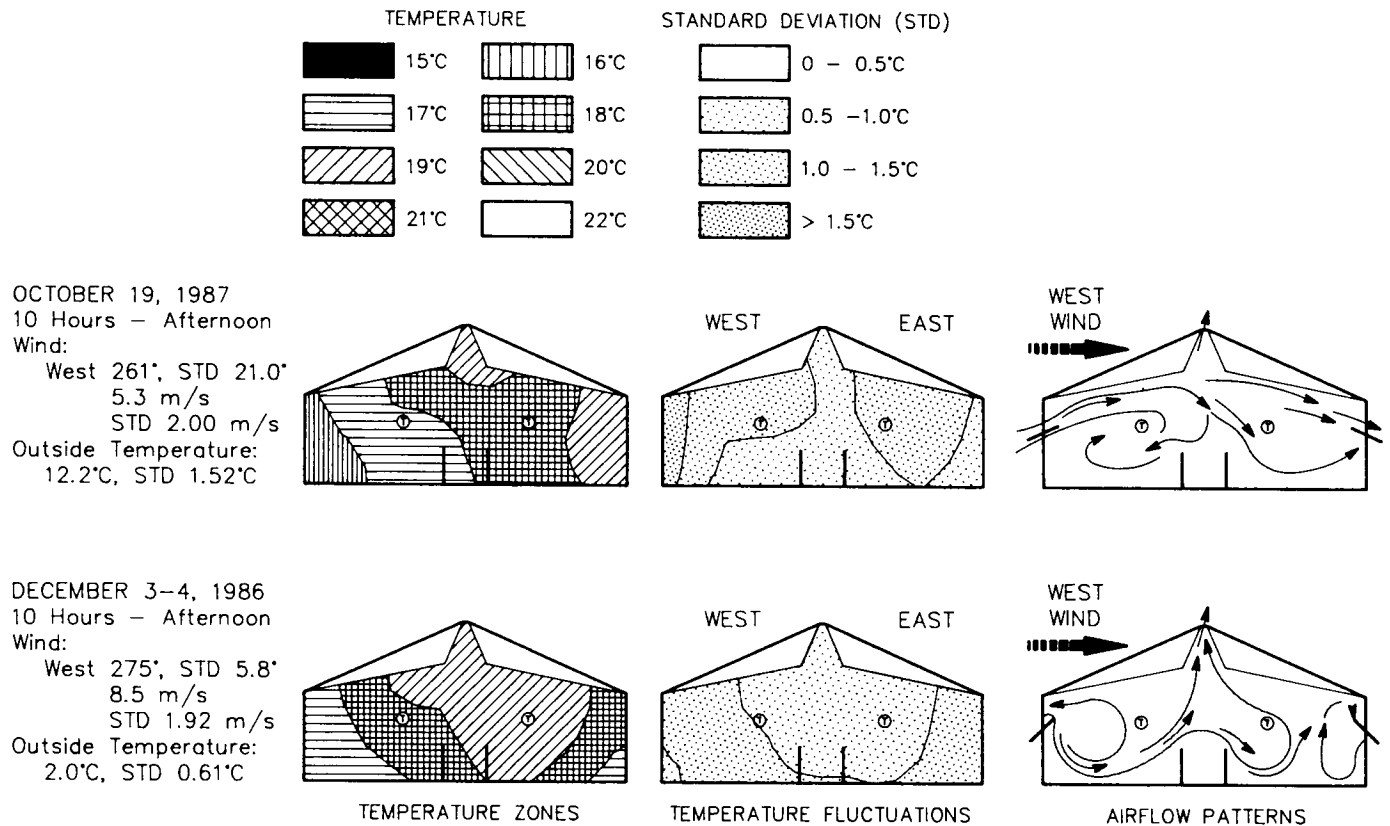 TEMPERATURE
STANDARD DEVIATION (STD)
15°C
16°C
0 – 0.5°C
17°C
18°C
0.5 –1.0°C
19°C
20°C
1.0 – 1.5°C
21°C
22°C
> 1.5°C
OCTOBER 19, 1987
10 Hours – Afternoon
Wind:
West 261°, STD 21.0°
5.3 m/s
STD 2.00 m/s
Outside Temperature:
12.2°C, STD 1.52°C
T
T
WEST
EAST
T
T
WEST
WIND
T
T
DECEMBER 3–4, 1986
10 Hours – Afternoon
Wind:
West 275°, STD 5.8°
8.5 m/s
STD 1.92 m/s
Outside Temperature:
2.0°C, STD 0.61°C
T
T
WEST
EAST
T
T
WEST
WIND
T
T
TEMPERATURE ZONES
TEMPERATURE FLUCTUATIONS
AIRFLOW PATTERNS